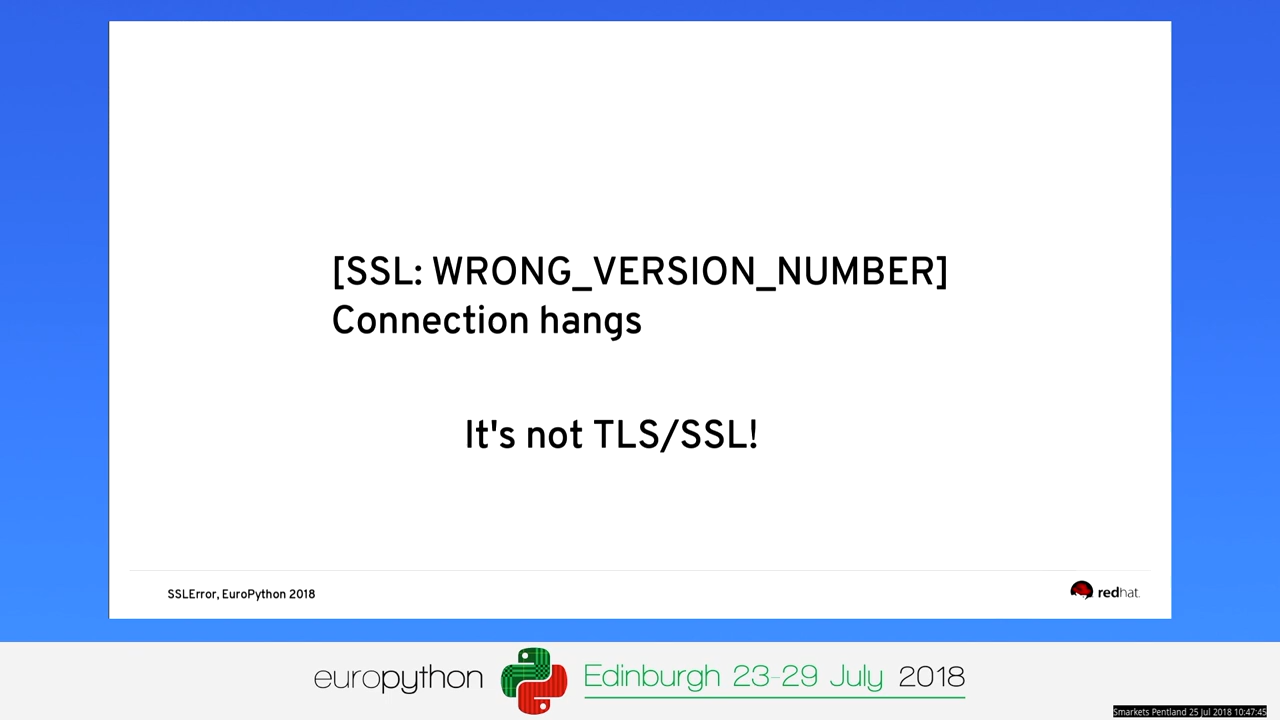 [SSL: WRONG_VERSION_NUMBER]
Connection hangs
It's not TLS/SSL!
SSLError, EuroPython 2018
redhat.
europython
Edinburgh 23-29 July 2018
Smarkets Pentland 25 Jul 2018 10:47:45